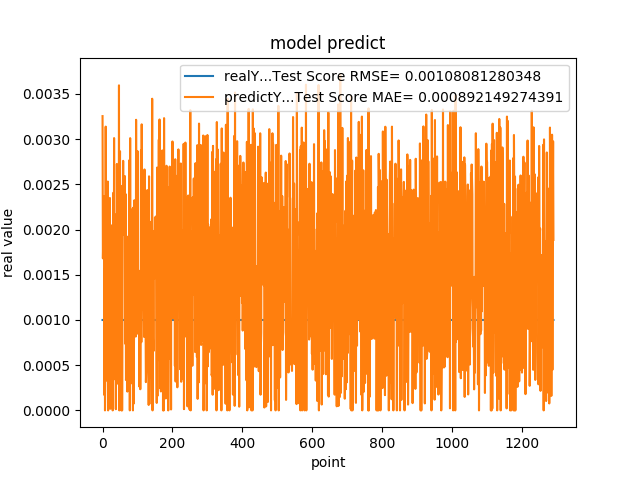 model predict
realY...Test Score RMSE= 0.00108081280348
predictY...Test Score MAE= 0.000892149274391
0.0035
0.0030
0.0025
0.0020
0.0015
0.0010
0.0005
0.0000
real value
0 200 400 600 800 1000 1200
point